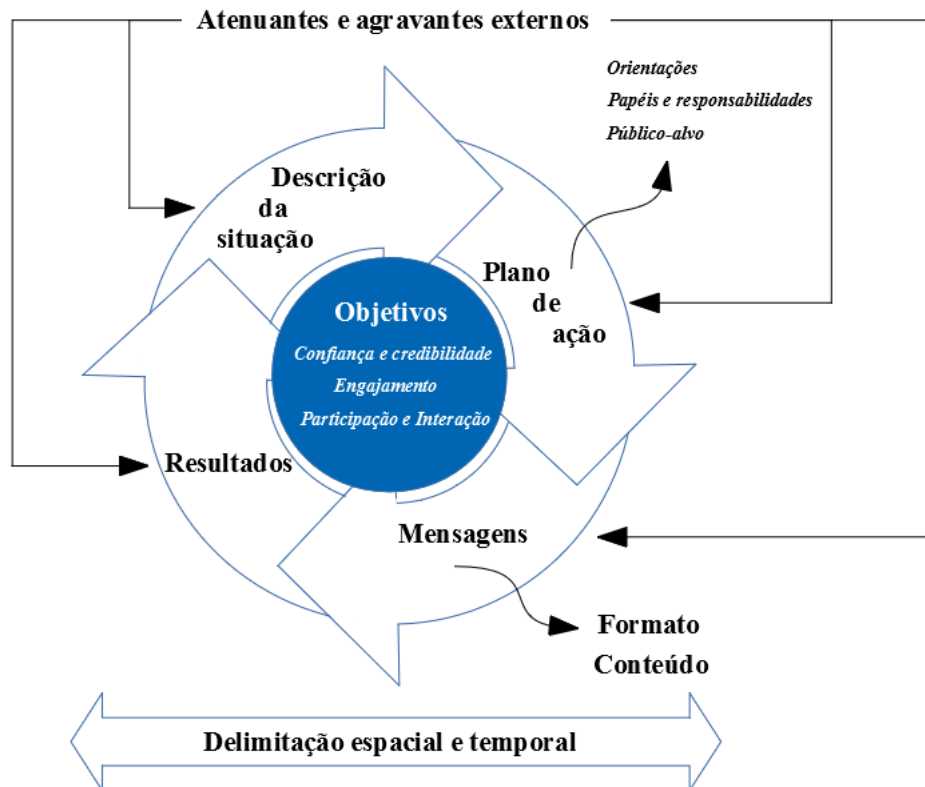 Atenuantes e agravantes externos
Orientações
Papéis e responsabilidades
Público-alvo
Descrição
da
situação
Plano
de
ação
Objetivos
Confiança e credibilidade
Engajamento
Participação e Interação
Resultados
Mensagens
Formato
Conteúdo
Delimitação espacial e temporal